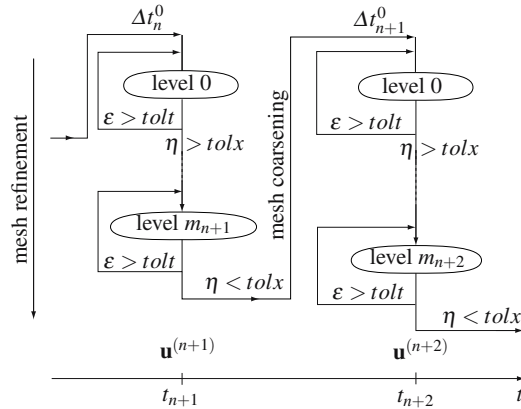 Δt_n^0
Δt_{n+1}^0
level 0
level 0
ε > tolt
ε > tolt
η > tolx
η > tolx
mesh refinement
mesh coarsening
level m_{n+1}
level m_{n+2}
ε > tolt
ε > tolt
η < tolx
η < tolx
u^{(n+1)}
u^{(n+2)}
t_{n+1}
t_{n+2}
t